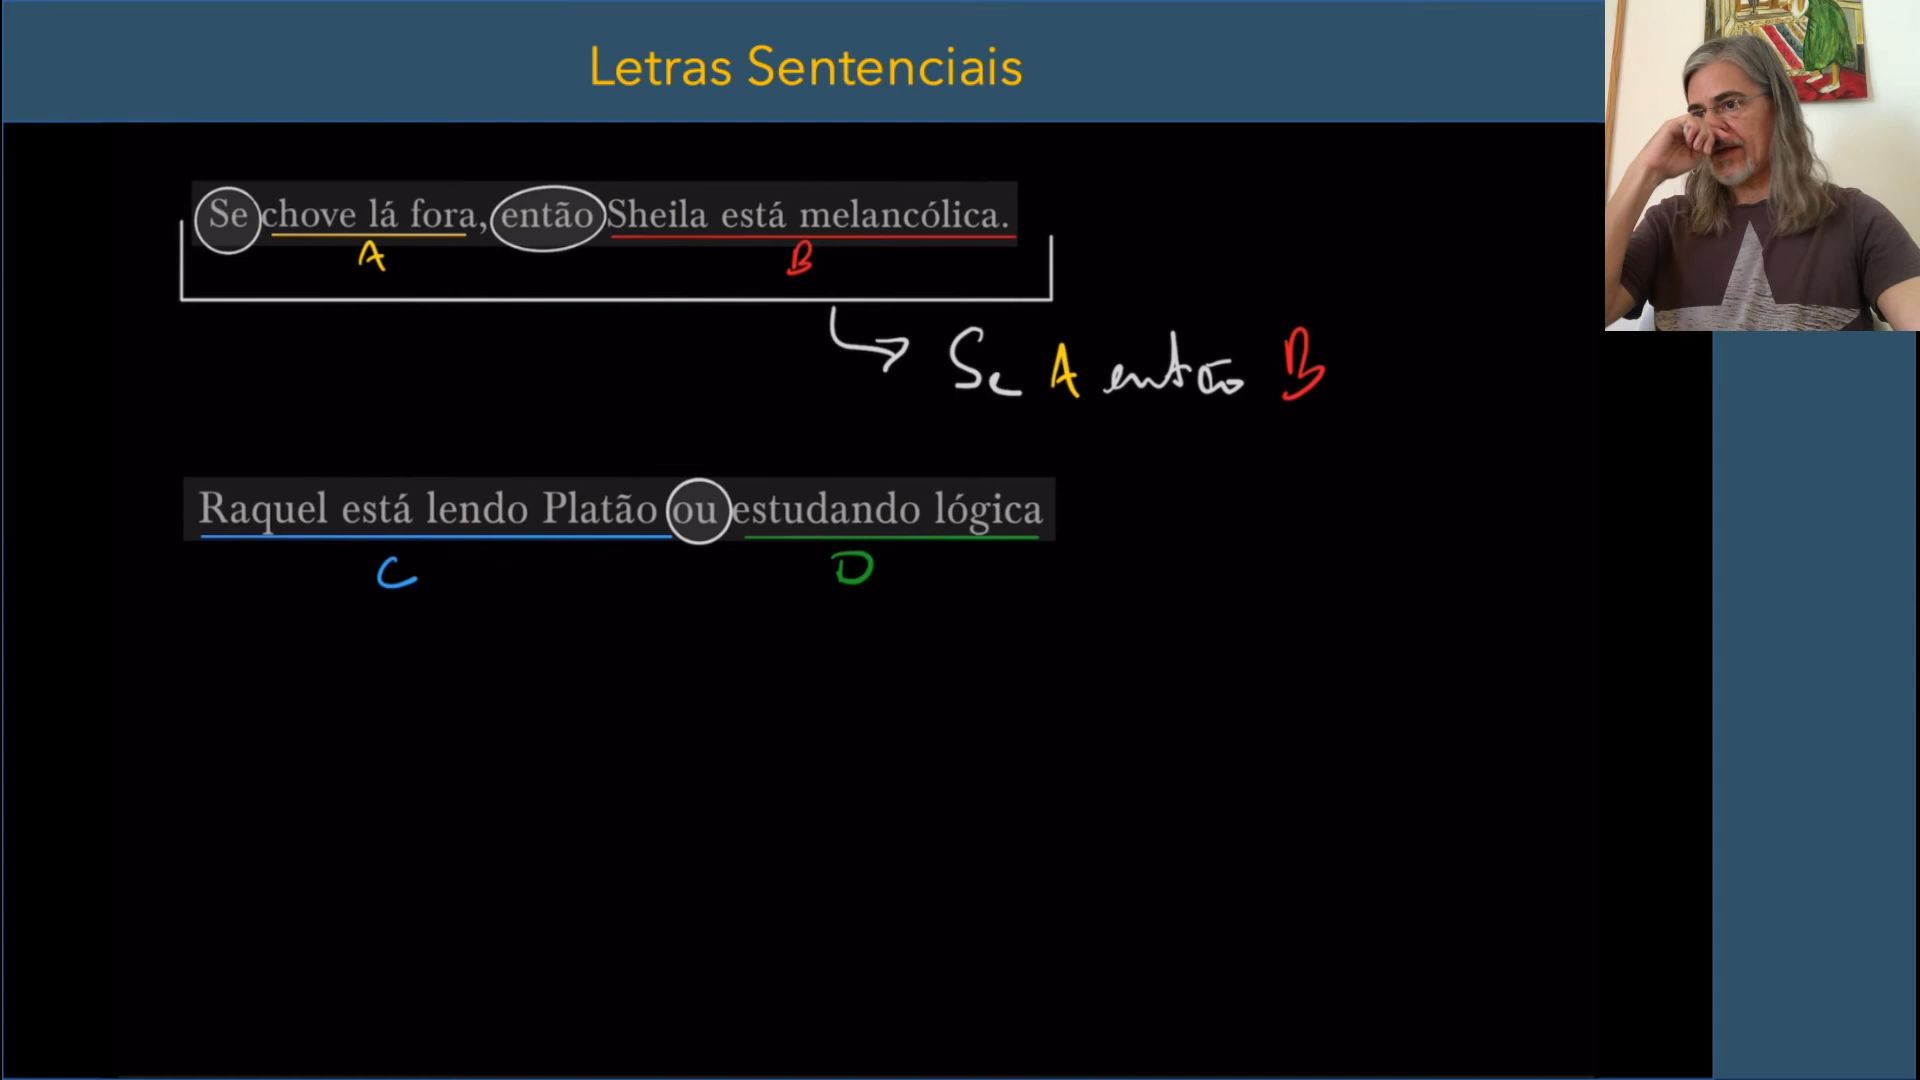 Letras Sentenciais
Se chove lá fora, então Sheila está melancólica.
A B
Se A então B
Raquel está lendo Platão ou estudando lógica
C D